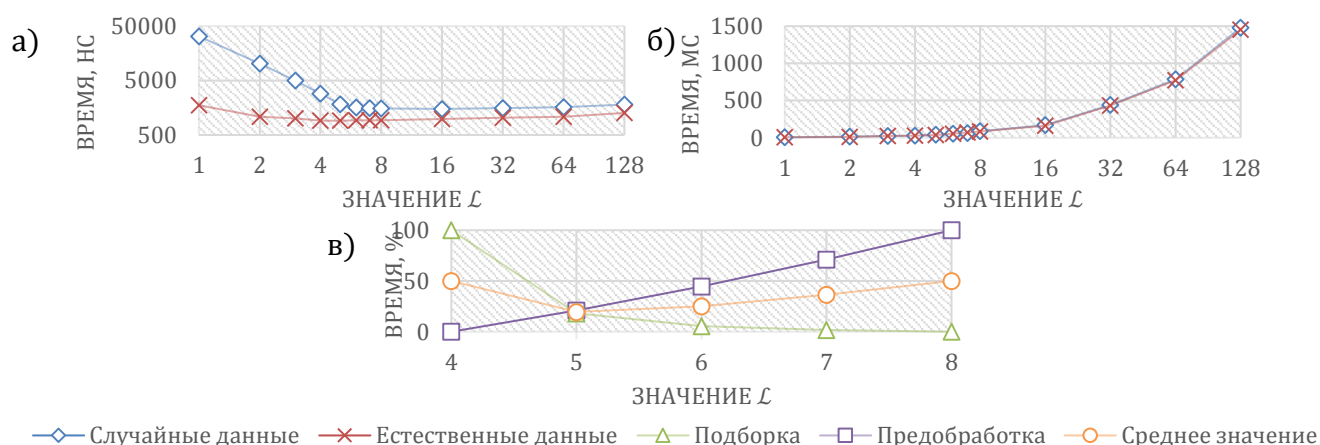 а)
ВРЕМЯ, НС
50000
5000
500
1 2 4 8 16 32 64 128
ЗНАЧЕНИЕ ℒ
б)
ВРЕМЯ, МС
1500
1000
500
0
1 2 4 8 16 32 64 128
ЗНАЧЕНИЕ ℒ
в)
ВРЕМЯ, %
100
50
0
4 5 6 7 8
ЗНАЧЕНИЕ ℒ
Случайные данные Естественные данные Подборка Предобработка Среднее значение